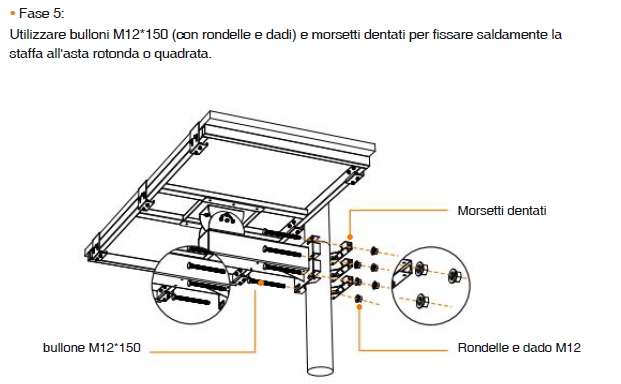 • Fase 5:
Utilizzare bulloni M12*150 (con rondelle e dadi) e morsetti dentati per fissare saldamente la
staffa all'asta rotonda o quadrata.
Morsetti dentati
bullone M12*150
Rondelle e dado M12